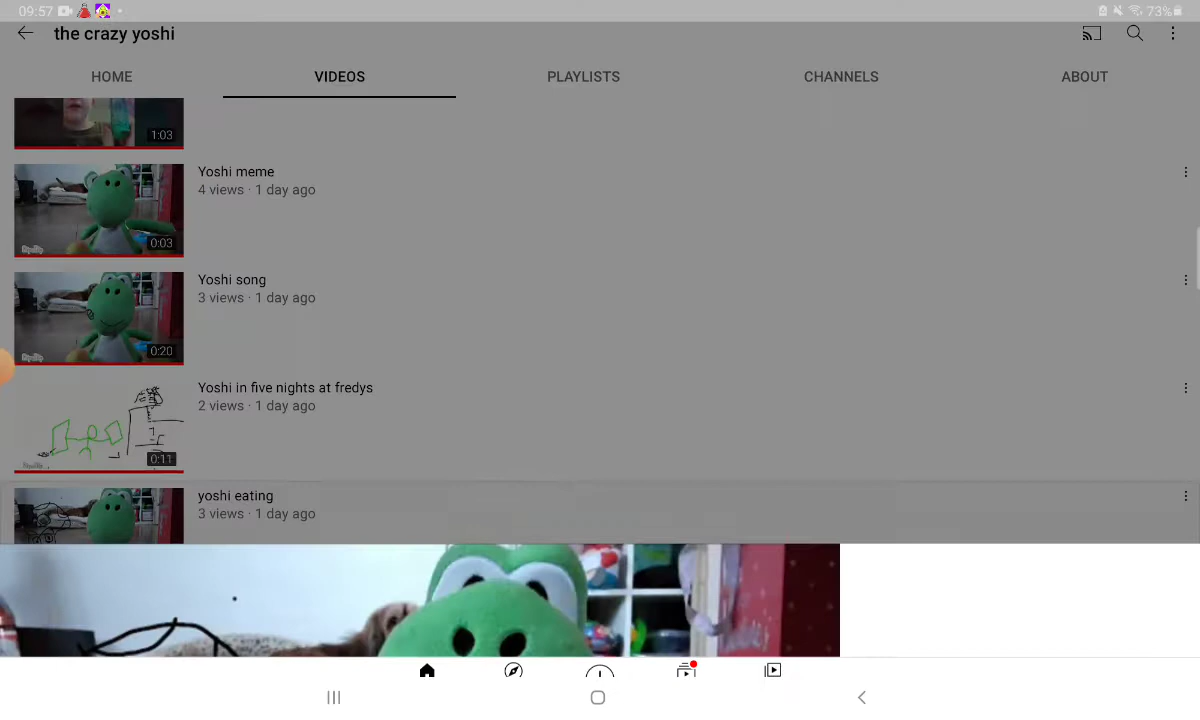 09:57
73%
the crazy yoshi
HOME VIDEOS PLAYLISTS CHANNELS ABOUT
1:03
Yoshi meme
4 views · 1 day ago
0:03
Yoshi song
3 views · 1 day ago
0:20
Yoshi in five nights at fredys
2 views · 1 day ago
0:11
yoshi eating
3 views · 1 day ago